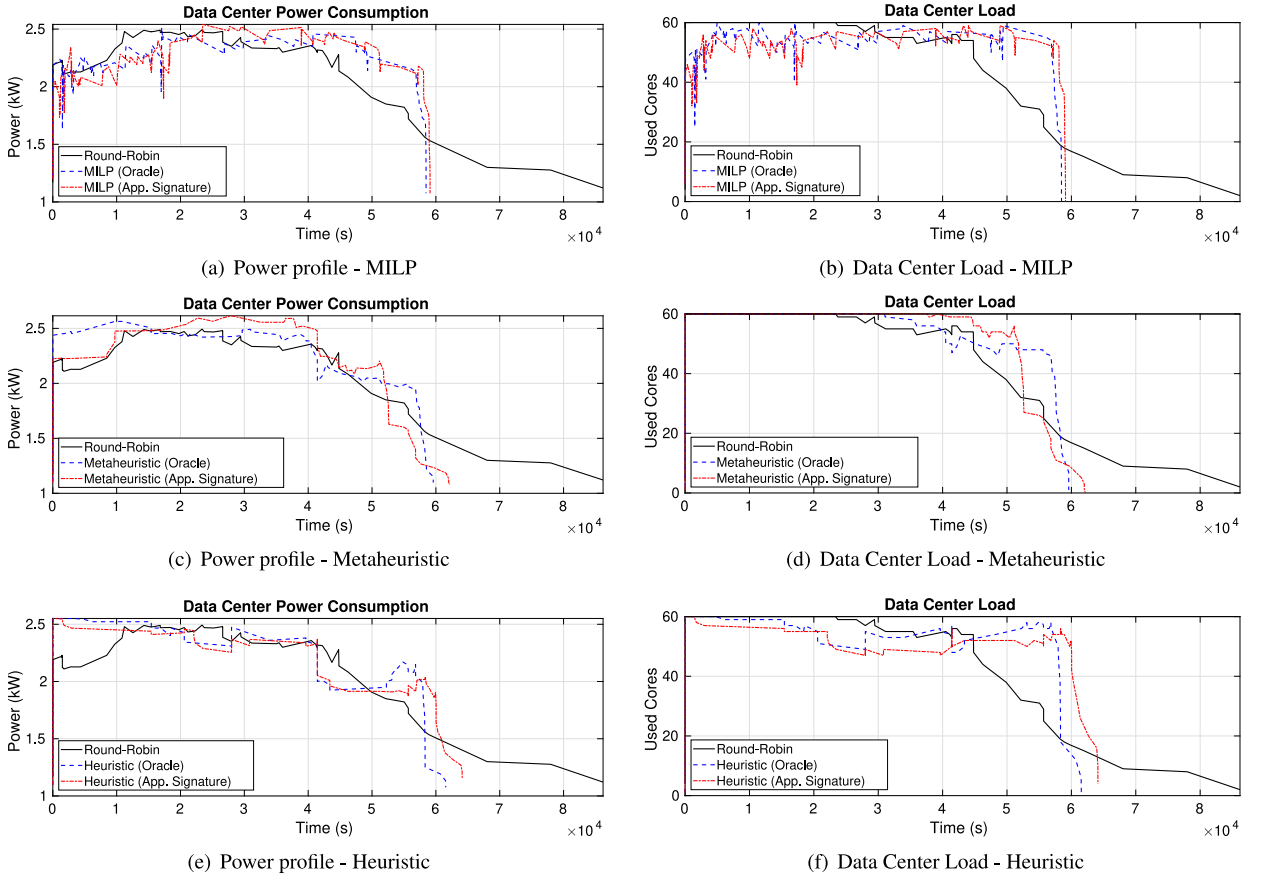 Data Center Power Consumption
2.5
2
1.5
1
Power (kW)
Round-Robin
MILP (Oracle)
MILP (App. Signature)
0 1 2 3 4 5 6 7 8
×10^4
Time (s)
(a) Power profile - MILP
Data Center Load
60
40
20
0
Used Cores
Round-Robin
MILP (Oracle)
MILP (App. Signature)
0 1 2 3 4 5 6 7 8
×10^4
Time (s)
(b) Data Center Load - MILP
Data Center Power Consumption
2.5
2
1.5
1
Power (kW)
Round-Robin
Metaheuristic (Oracle)
Metaheuristic (App. Signature)
0 1 2 3 4 5 6 7 8
×10^4
Time (s)
(c) Power profile - Metaheuristic
Data Center Load
60
40
20
0
Used Cores
Round-Robin
Metaheuristic (Oracle)
Metaheuristic (App. Signature)
0 1 2 3 4 5 6 7 8
×10^4
Time (s)
(d) Data Center Load - Metaheuristic
Data Center Power Consumption
2.5
2
1.5
1
Power (kW)
Round-Robin
Heuristic (Oracle)
Heuristic (App. Signature)
0 1 2 3 4 5 6 7 8
×10^4
Time (s)
(e) Power profile - Heuristic
Data Center Load
60
40
20
0
Used Cores
Round-Robin
Heuristic (Oracle)
Heuristic (App. Signature)
0 1 2 3 4 5 6 7 8
×10^4
Time (s)
(f) Data Center Load - Heuristic